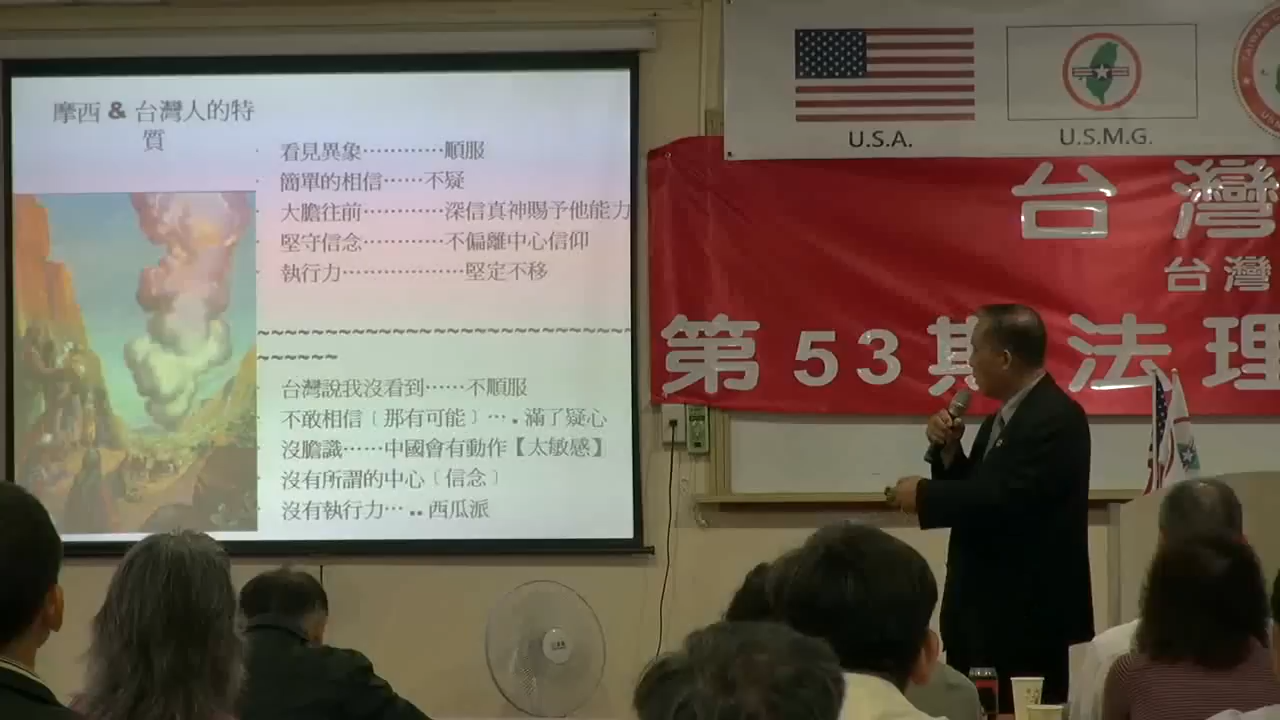 摩西 & 台灣人的特
質
看見異象…………順服
簡單的相信……不疑
大膽往前…………深信真神賜予他能力
堅守信念…………不偏離中心信仰
執行力………………堅定不移
~~~~~~~~~~~~~~~~~~~~~~~~~~~~~~~~~~~
~~~~~~~
台灣說我沒看到……不順服
不敢相信﹝那有可能﹞…．滿了疑心
沒膽識……中國會有動作【太敏感】
沒有所謂的中心﹝信念﹞
沒有執行力…．．西瓜派
U.S.A.
U.S.M.G.
台灣
台灣
第53期法理